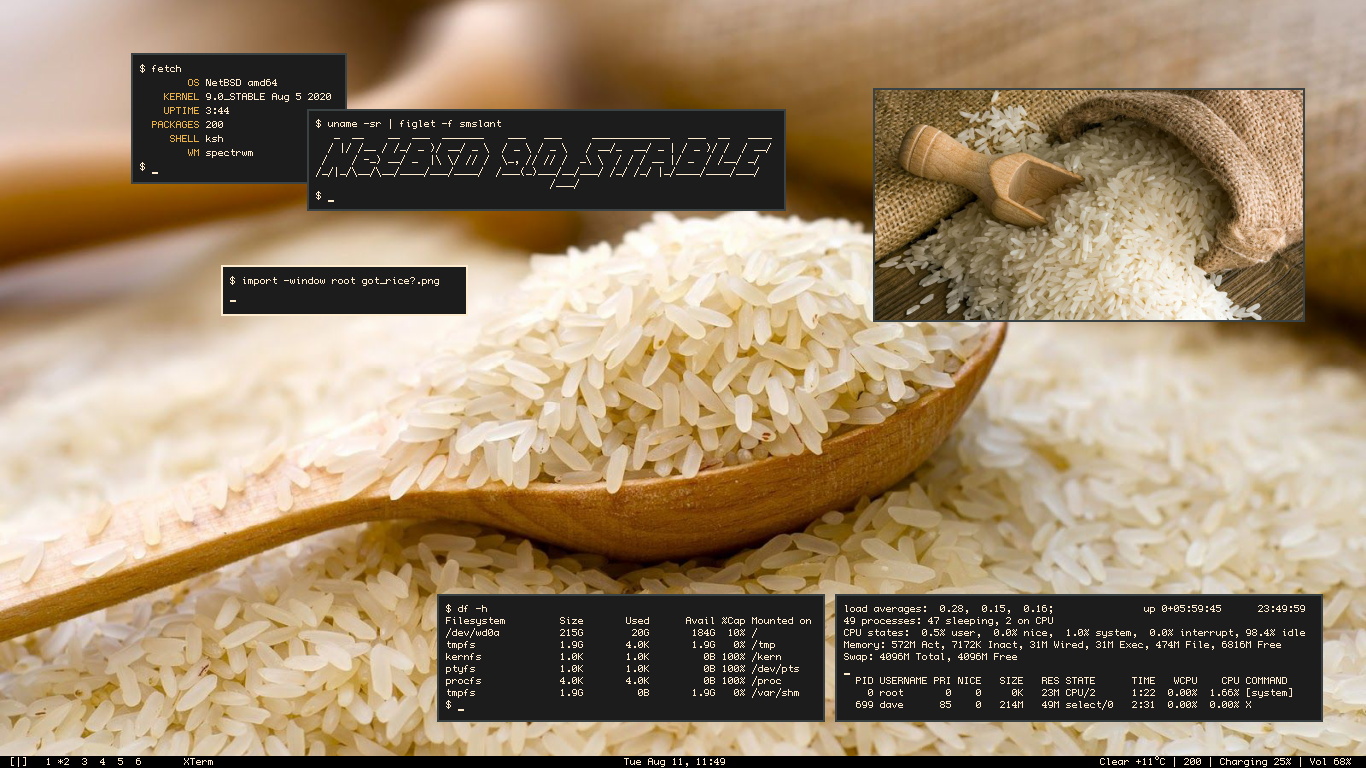 $ fetch
OS NetBSD amd64
KERNEL 9.0_STABLE Aug 5 2020
UPTIME 3:44
PACKAGES 200
SHELL ksh
WM spectrwm
$ _
$ uname -sr | figlet -f smslant
NetBSD 9.0_STABLE
$ _
$ import -window root got_rice?.png
$ df -h
Filesystem Size Used Avail %Cap Mounted on
/dev/wd0a 215G 20G 184G 10% /
tmpfs 1.9G 4.0K 1.9G 0% /tmp
kernfs 1.0K 1.0K 0B 100% /kern
ptyfs 1.0K 1.0K 0B 100% /dev/pts
procfs 4.0K 4.0K 0B 100% /proc
tmpfs 1.9G 0B 1.9G 0% /var/shm
$ _
load averages: 0.28, 0.15, 0.16; up 0+05:59:45 23:49:59
49 processes: 47 sleeping, 2 on CPU
CPU states: 0.5% user, 0.0% nice, 1.0% system, 0.0% interrupt, 98.4% idle
Memory: 572M Act, 7172K Inact, 31M Wired, 31M Exec, 474M File, 6816M Free
Swap: 4096M Total, 4096M Free
PID USERNAME PRI NICE SIZE RES STATE TIME WCPU CPU COMMAND
0 root 0 0 0K 23M CPU/2 1:22 0.00% 1.66% [system]
699 dave 85 0 214M 49M select/0 2:31 0.00% 0.00% X
[|] 1 *2 3 4 5 6 XTerm Tue Aug 11, 11:49 Clear +11°C | 200 | Charging 25% | Vol 68%